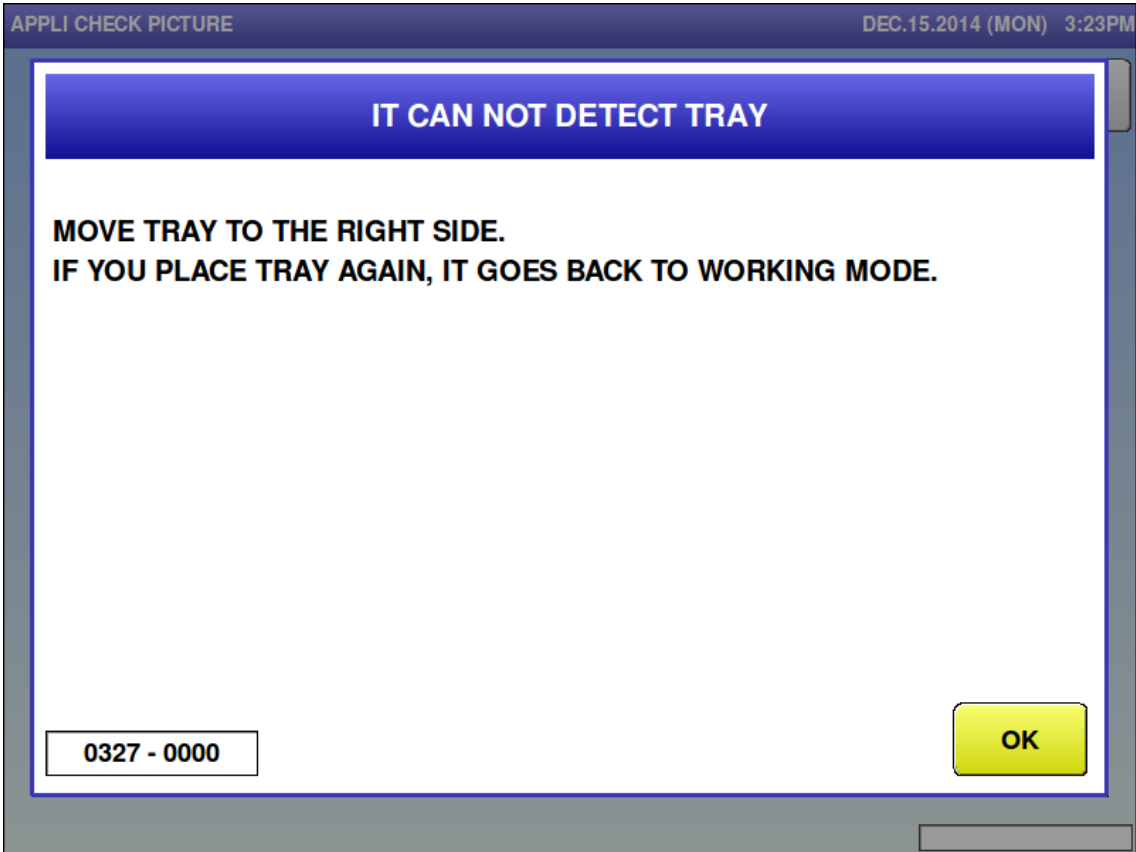 APPLI CHECK PICTURE DEC.15.2014 (MON) 3:23PM
IT CAN NOT DETECT TRAY
MOVE TRAY TO THE RIGHT SIDE.
IF YOU PLACE TRAY AGAIN, IT GOES BACK TO WORKING MODE.
0327 - 0000
OK